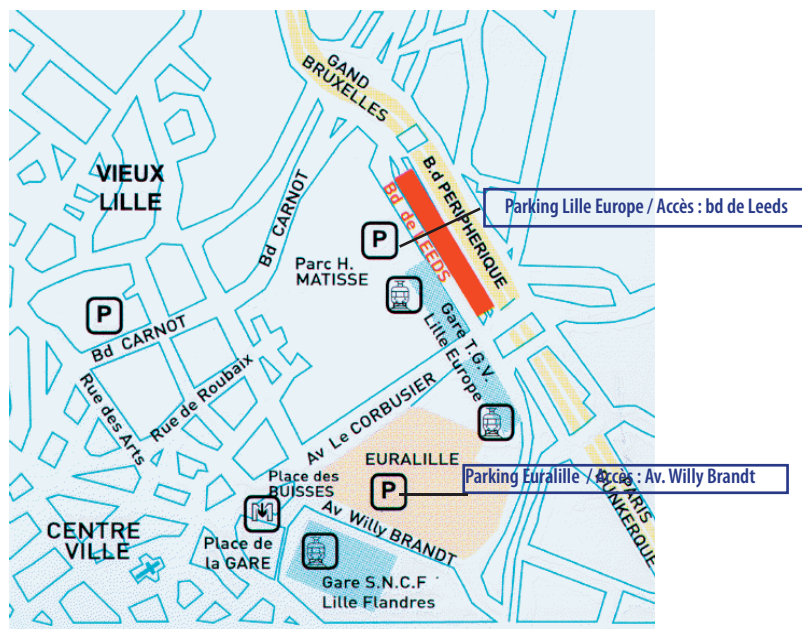 GAND
BRUXELLES
VIEUX
LILLE
Bd CARNOT
B.d PERIPHERIQUE
Bd de LEEDS
Parking Lille Europe / Accès : bd de Leeds
P
Parc H.
MATISSE
P
Bd CARNOT
Gare T.G.V.
Lille Europe
Rue des Arts
Rue de Roubaix
Av Le CORBUSIER
EURALILLE
P
Parking Euralille / Accès : Av. Willy Brandt
Place des
BUISSES
M
Av Willy BRANDT
PARIS
DUNKERQUE
CENTRE
VILLE
Place de
la GARE
Gare S.N.C.F
Lille Flandres